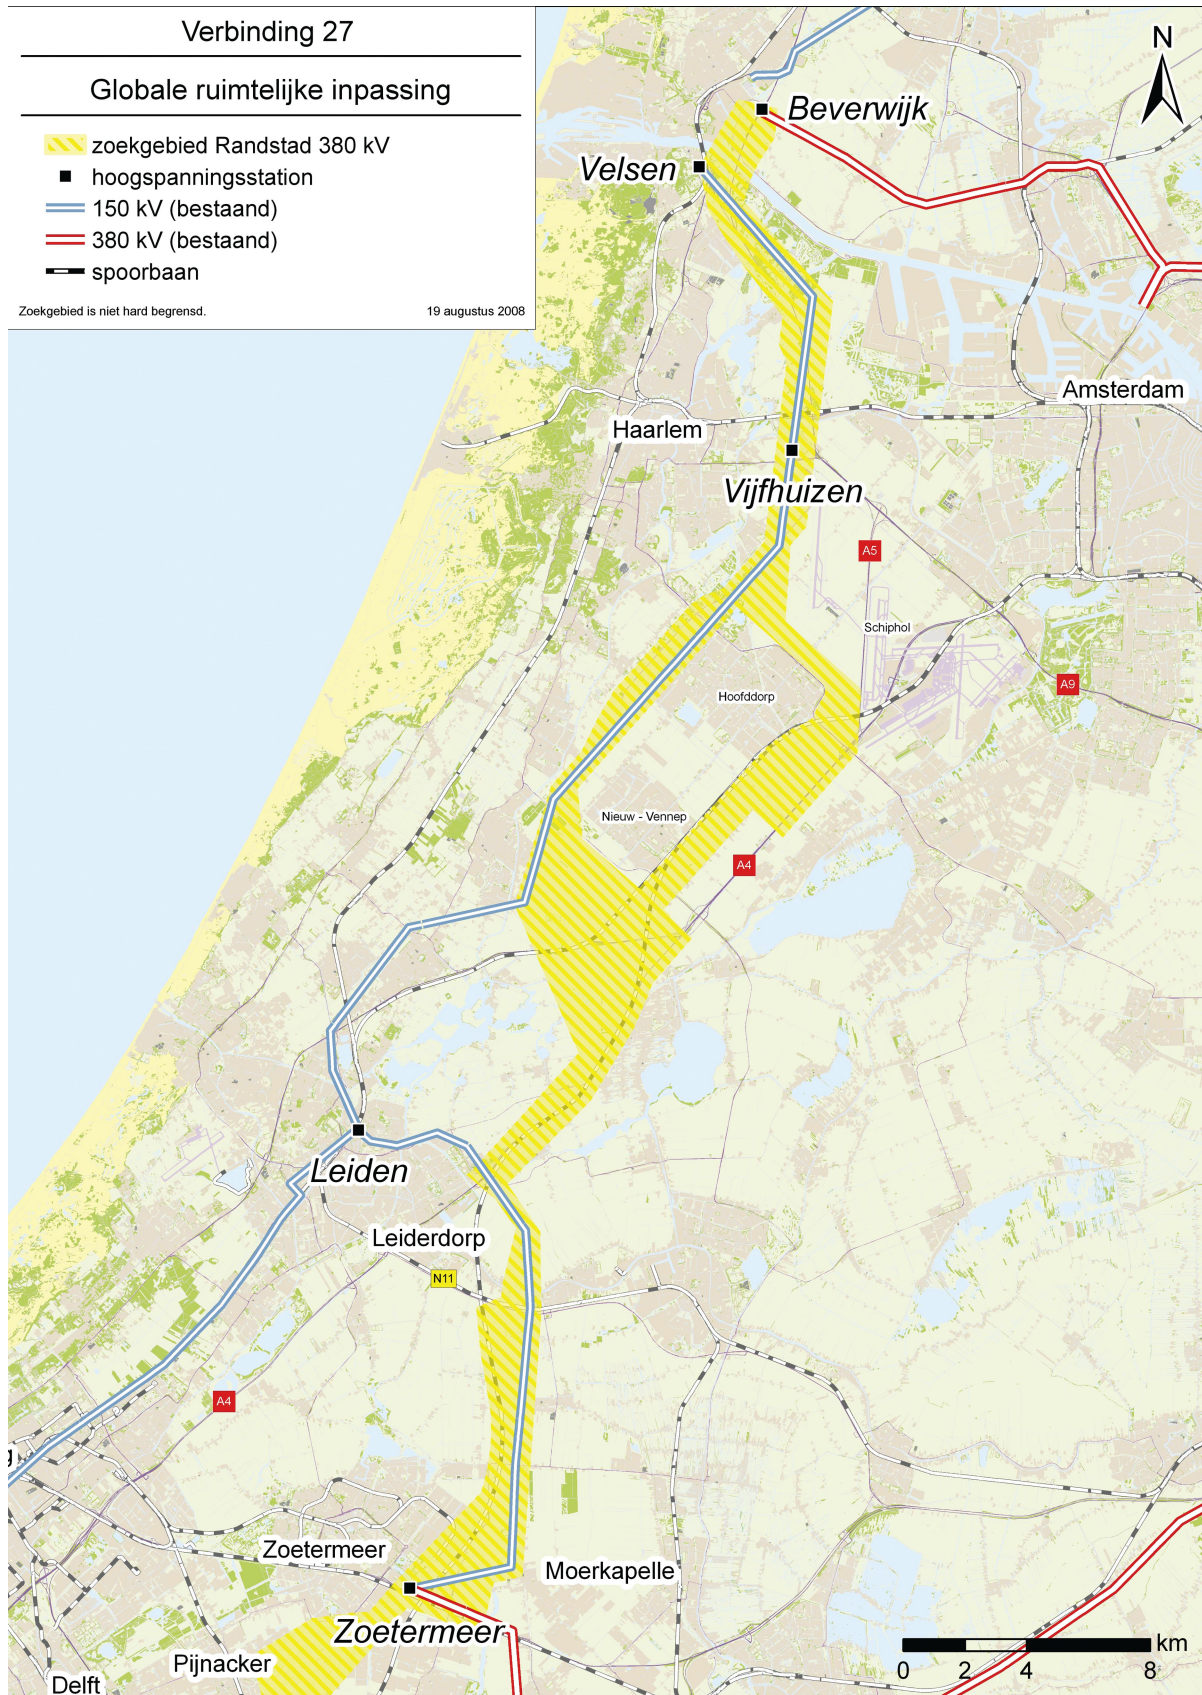 Verbinding 27
Globale ruimtelijke inpassing
zoekgebied Randstad 380 kV
hoogspanningsstation
150 kV (bestaand)
380 kV (bestaand)
spoorbaan
Zoekgebied is niet hard begrensd. 19 augustus 2008
N
Beverwijk
Velsen
Amsterdam
Haarlem
Vijfhuizen
A5
Schiphol
A9
Hoofddorp
Nieuw - Vennep
A4
Leiden
Leiderdorp
N11
A4
g
Zoetermeer
Moerkapelle
Zoetermeer
Pijnacker
Delft
km
0 2 4 8